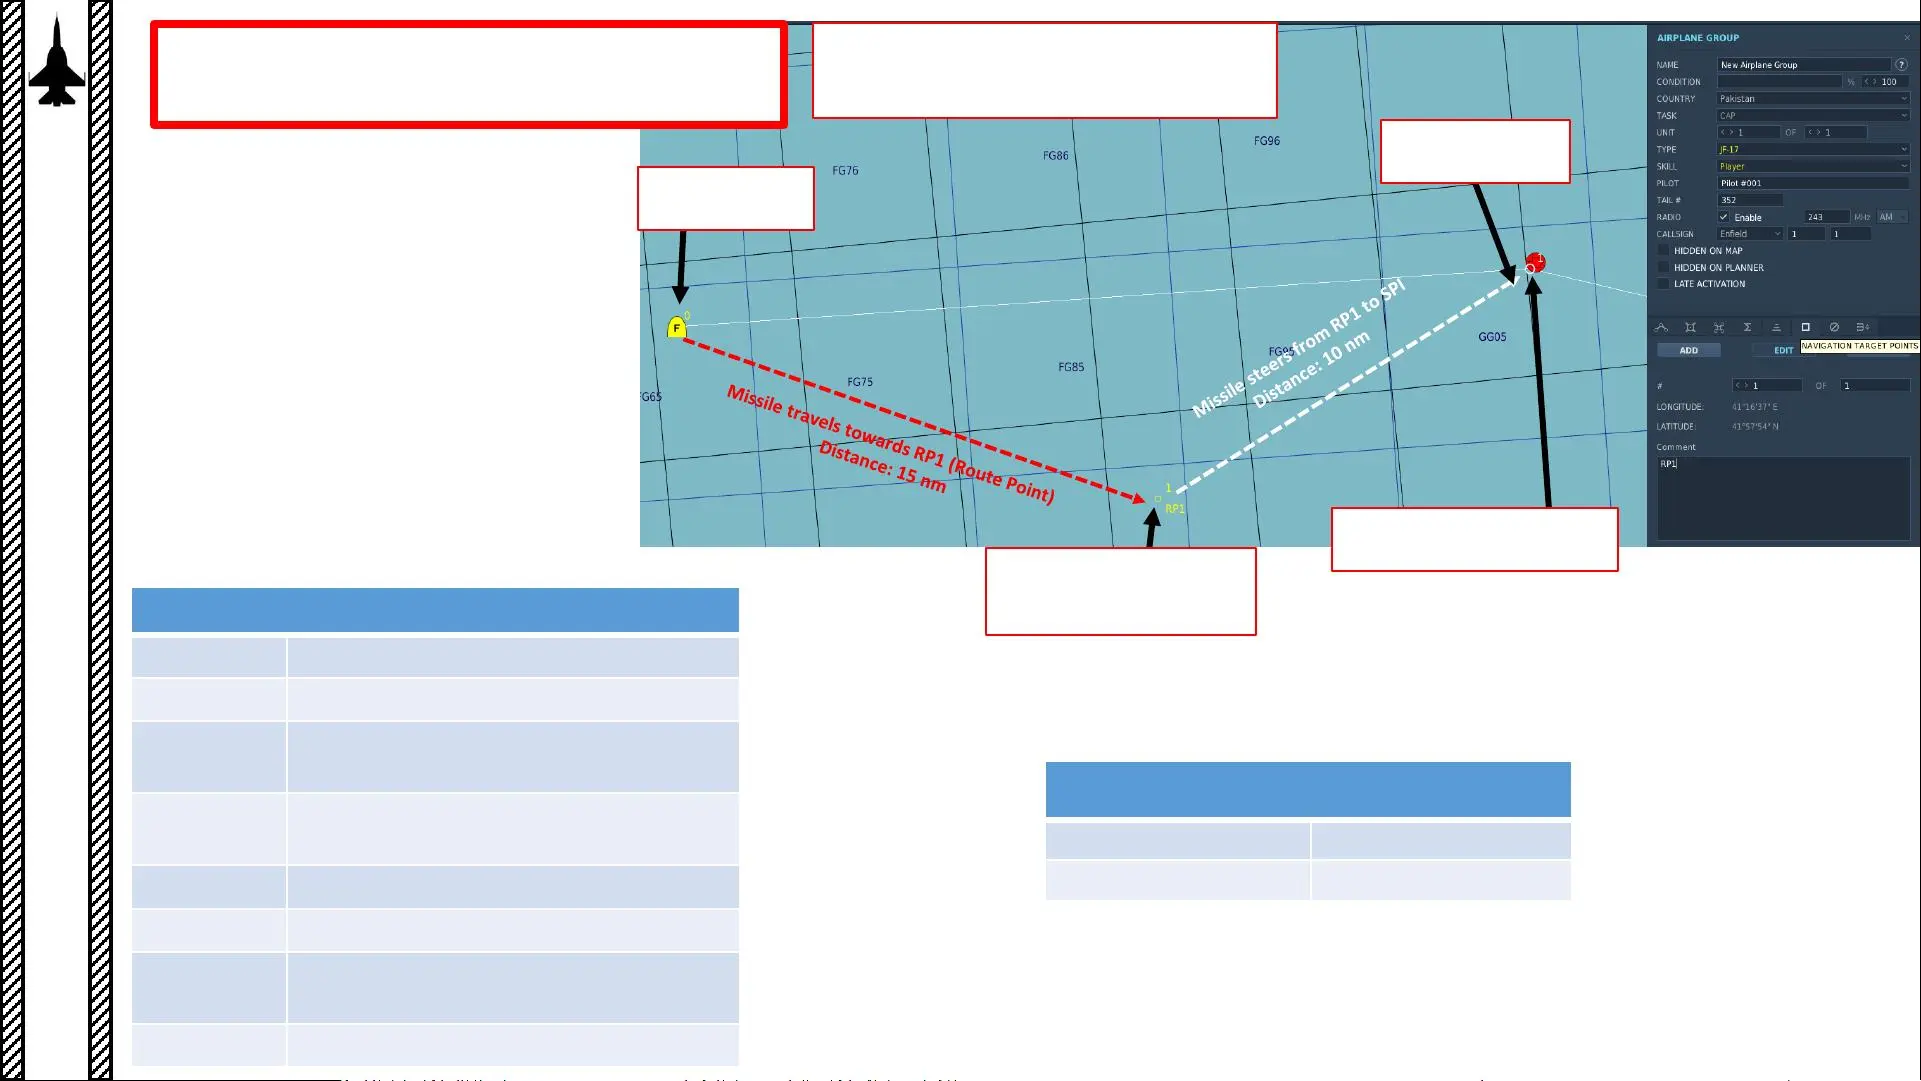 AIRPLANE GROUP
NAME New Airplane Group ?
CONDITION % < > 100
COUNTRY Pakistan
TASK CAP
UNIT < > 1 OF < > 1
TYPE JF-17
SKILL Player
PILOT Pilot #001
TAIL # 352
RADIO Enable 243 MHz AM
CALLSIGN Enfield 1 1
HIDDEN ON MAP
HIDDEN ON PLANNER
LATE ACTIVATION
NAVIGATION TARGET POINTS
ADD EDIT
# < > 1 OF 1
LONGITUDE: 41°16'37" E
LATITUDE: 41°57'54" N
Comment
RP1
FG76
FG86
FG96
F
0
1
FG75
FG85
FG95
GG05
G65
Missile travels towards RP1 (Route Point)
Distance: 15 nm
Missile steers from RP1 to SPI
Distance: 10 nm
1
RP1